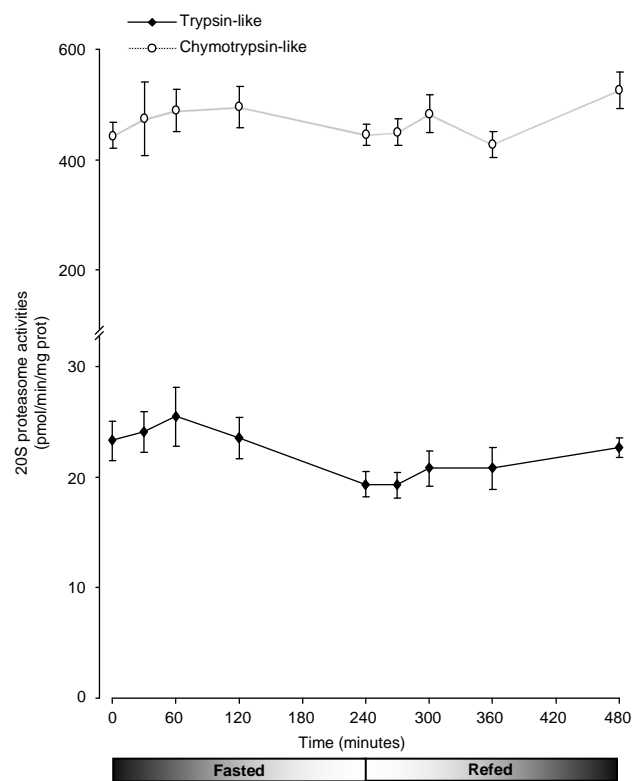 Trypsin-like
Chymotrypsin-like
600
400
200
30
20
10
0
20S proteasome activities
(pmol/min/mg prot)
0 60 120 180 240 300 360 420 480
Time (minutes)
Fasted Refed